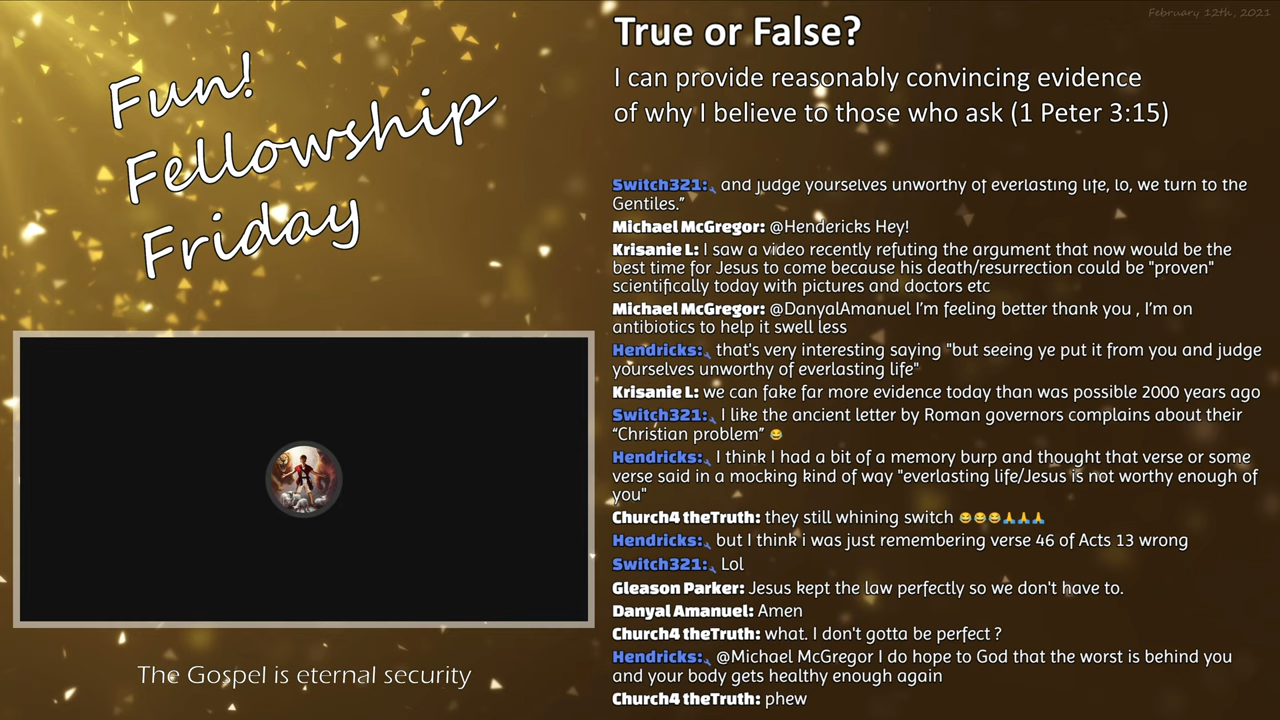 Fun!
Fellowship
Friday
The Gospel is eternal security
February 12th, 2021
True or False?
I can provide reasonably convincing evidence
of why I believe to those who ask (1 Peter 3:15)
Switch321: and judge yourselves unworthy of everlasting life, lo, we turn to the
Gentiles.”
Michael McGregor: @Hendericks Hey!
Krisanie L: I saw a video recently refuting the argument that now would be the
best time for Jesus to come because his death/resurrection could be "proven"
scientifically today with pictures and doctors etc
Michael McGregor: @DanyalAmanuel I’m feeling better thank you , I’m on
antibiotics to help it swell less
Hendricks: that's very interesting saying "but seeing ye put it from you and judge
yourselves unworthy of everlasting life"
Krisanie L: we can fake far more evidence today than was possible 2000 years ago
Switch321: I like the ancient letter by Roman governors complains about their
“Christian problem” 😂
Hendricks: I think I had a bit of a memory burp and thought that verse or some
verse said in a mocking kind of way "everlasting life/Jesus is not worthy enough of
you"
Church4 theTruth: they still whining switch 😂😂😂🙏🙏🙏
Hendricks: but I think i was just remembering verse 46 of Acts 13 wrong
Switch321: Lol
Gleason Parker: Jesus kept the law perfectly so we don't have to.
Danyal Amanuel: Amen
Church4 theTruth: what. I don't gotta be perfect ?
Hendricks: @Michael McGregor I do hope to God that the worst is behind you
and your body gets healthy enough again
Church4 theTruth: phew